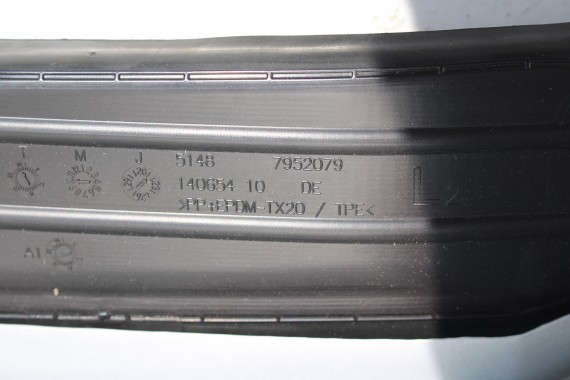 T M J 5148 7952079
140654 10 DE L
>PP+EPDM-TX20 / TPE<
A1